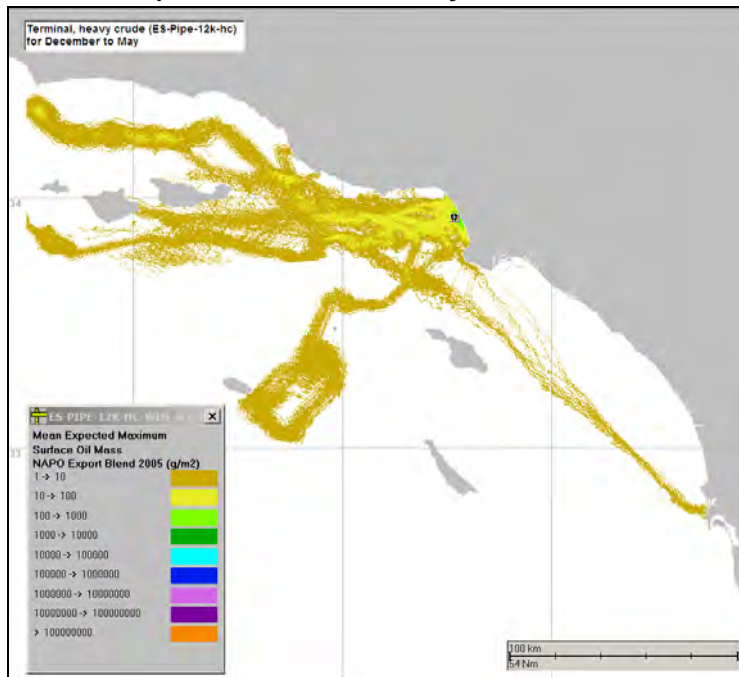 Terminal, heavy crude (ES-Pipe-12k-hc)
for December to May
34
33
Mean Expected Maximum
Surface Oil Mass
NAPO Export Blend 2005 (g/m2)
1 -> 10
10 -> 100
100 -> 1000
1000 -> 10000
10000 -> 100000
100000 -> 1000000
1000000 -> 10000000
10000000 -> 100000000
> 100000000
100 km
54 Nm